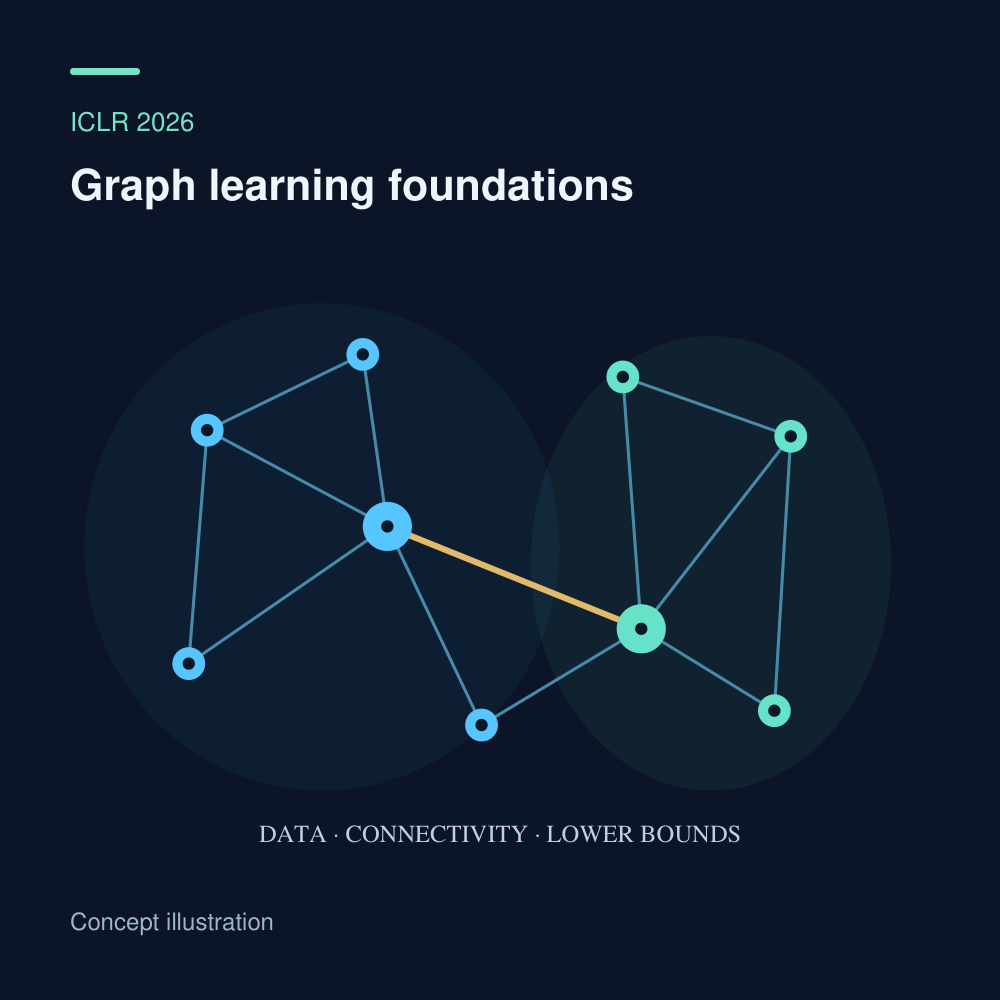 ICLR 2026
Graph learning foundations
DATA · CONNECTIVITY · LOWER BOUNDS
Concept illustration